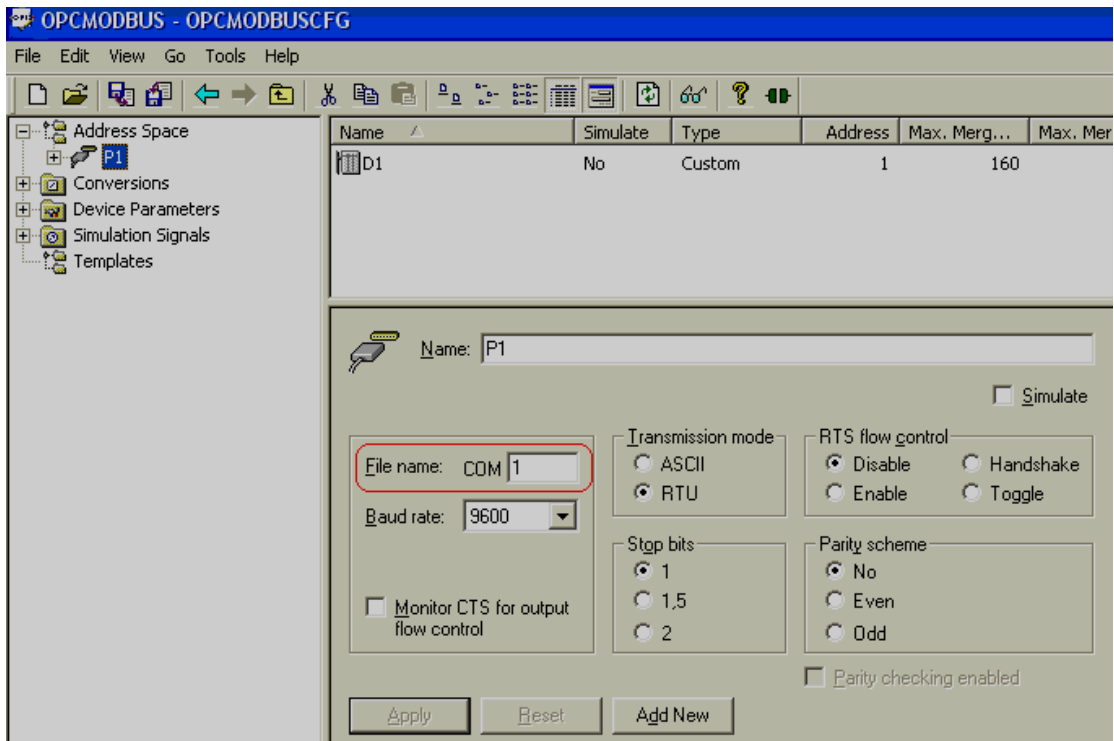 OPCMODBUS - OPCMODBUSCFG
File Edit View Go Tools Help
Address Space
P1
Conversions
Device Parameters
Simulation Signals
Templates
Name Simulate Type Address Max. Merg... Max. Mer
D1 No Custom 1 160
Name: P1
Simulate
File name: COM 1
Baud rate: 9600
Monitor CTS for output
flow control
Transmission mode
ASCII
RTU
Stop bits
1
1,5
2
RTS flow control
Disable Handshake
Enable Toggle
Parity scheme
No
Even
Odd
Parity checking enabled
Apply Reset Add New